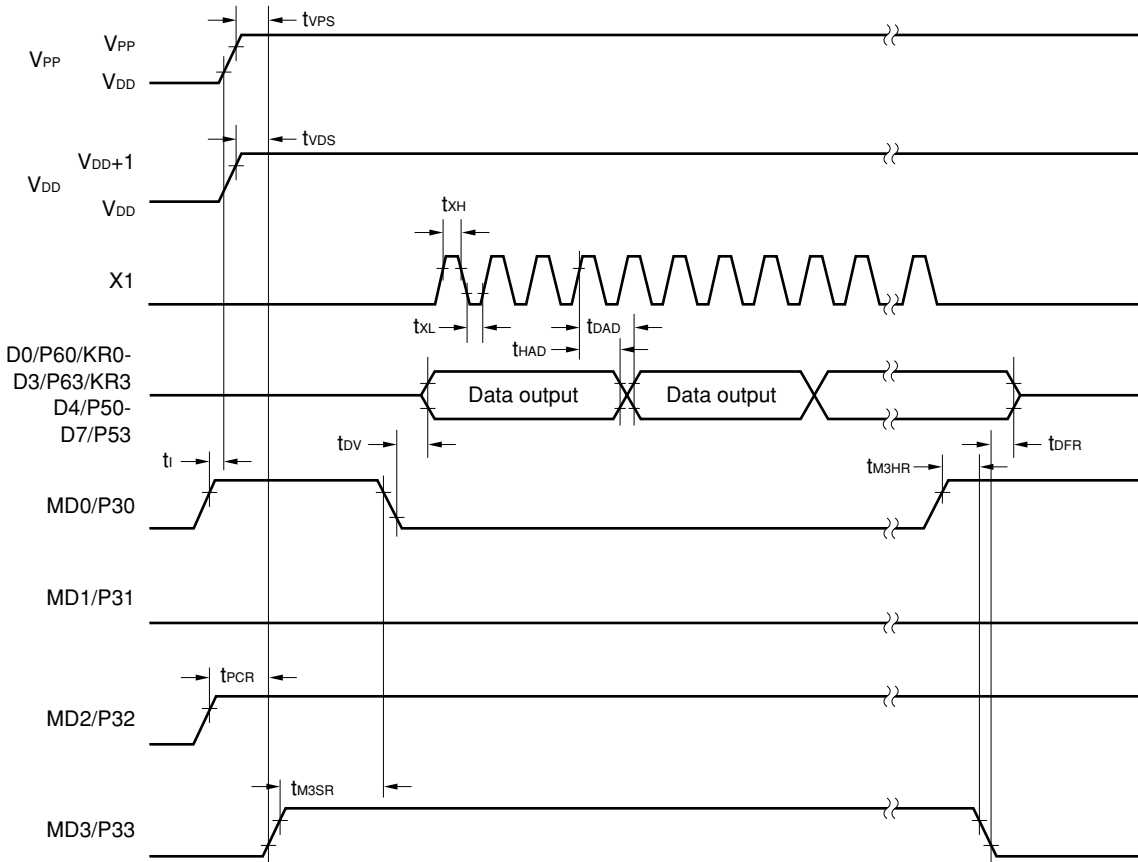 tVPS
VPP
VPP
VDD
tVDS
VDD+1
VDD
VDD
tXH
X1
tXL
tDAD
tHAD
D0/P60/KR0-
D3/P63/KR3
D4/P50-
D7/P53
Data output
Data output
tDV
tDFR
tI
tM3HR
MD0/P30
MD1/P31
tPCR
MD2/P32
tM3SR
MD3/P33